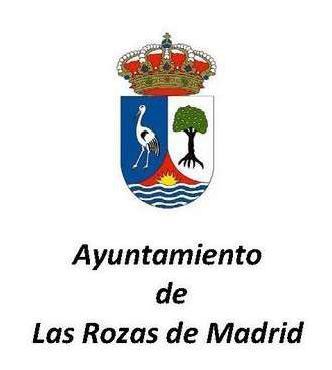 Ayuntamiento
de
Las Rozas de Madrid